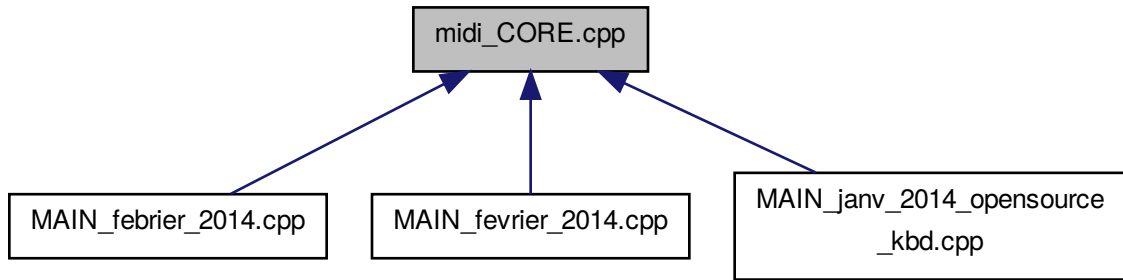 midi_CORE.cpp
MAIN_febrier_2014.cpp
MAIN_fevrier_2014.cpp
MAIN_janv_2014_opensource
_kbd.cpp